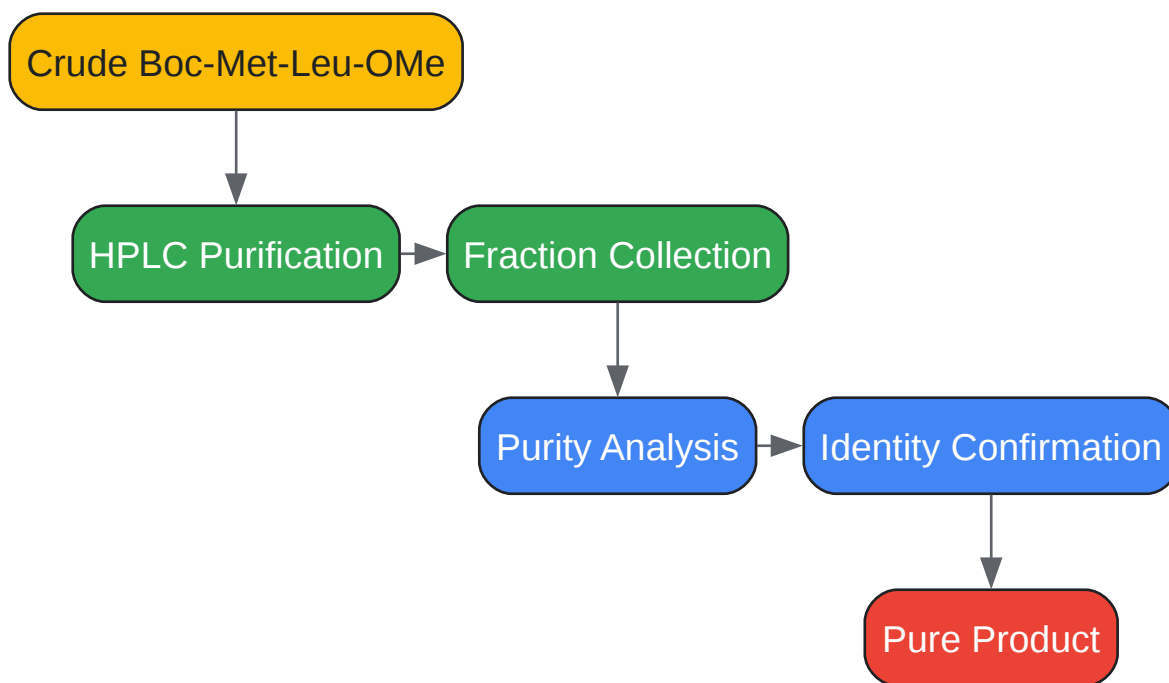 Crude Boc-Met-Leu-OMe
HPLC Purification
Fraction Collection
Purity Analysis
Identity Confirmation
Pure Product